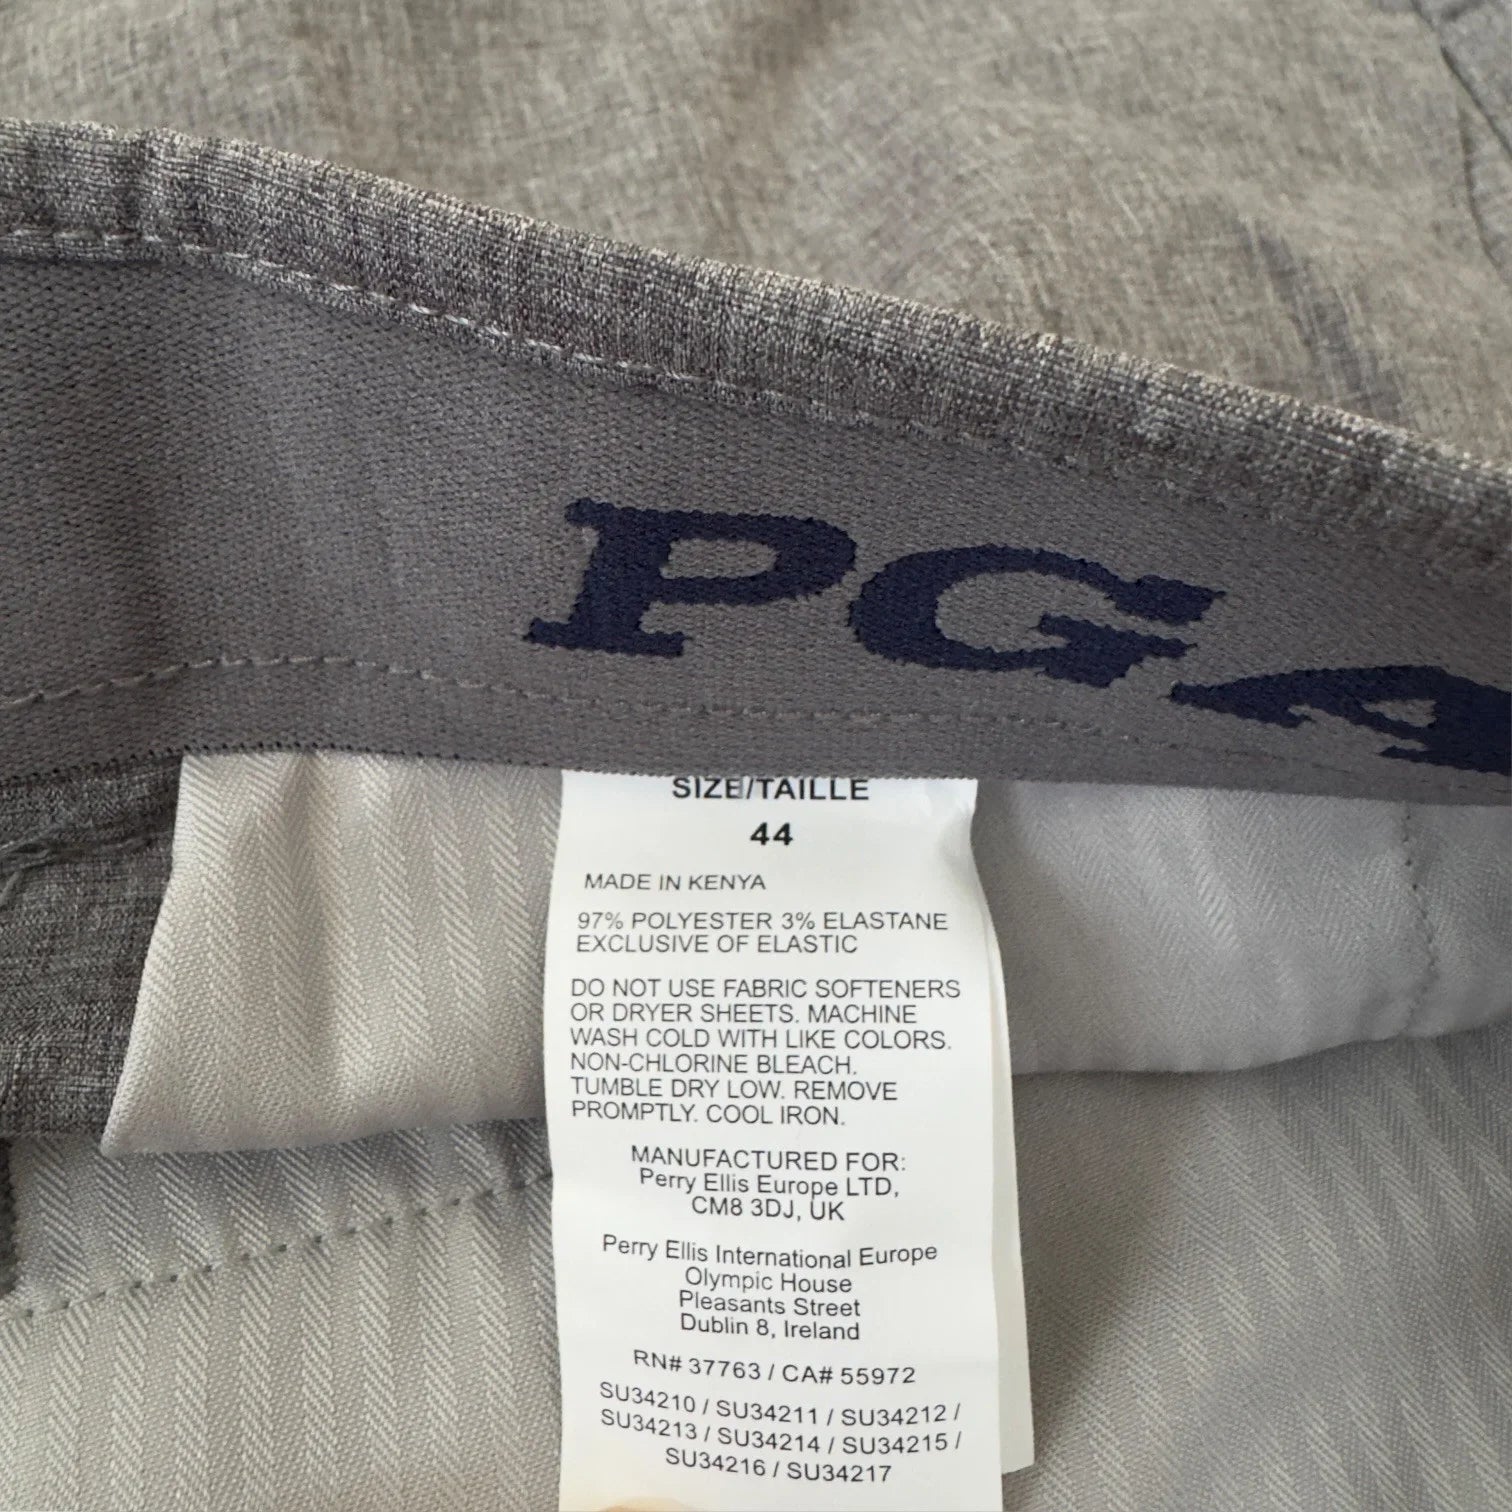 PGA
SIZE/TAILLE
44
MADE IN KENYA
97% POLYESTER 3% ELASTANE
EXCLUSIVE OF ELASTIC
DO NOT USE FABRIC SOFTENERS
OR DRYER SHEETS. MACHINE
WASH COLD WITH LIKE COLORS.
NON-CHLORINE BLEACH.
TUMBLE DRY LOW. REMOVE
PROMPTLY. COOL IRON.
MANUFACTURED FOR:
Perry Ellis Europe LTD,
CM8 3DJ, UK
Perry Ellis International Europe
Olympic House
Pleasants Street
Dublin 8, Ireland
RN# 37763 / CA# 55972
SU34210 / SU34211 / SU34212 /
SU34213 / SU34214 / SU34215 /
SU34216 / SU34217